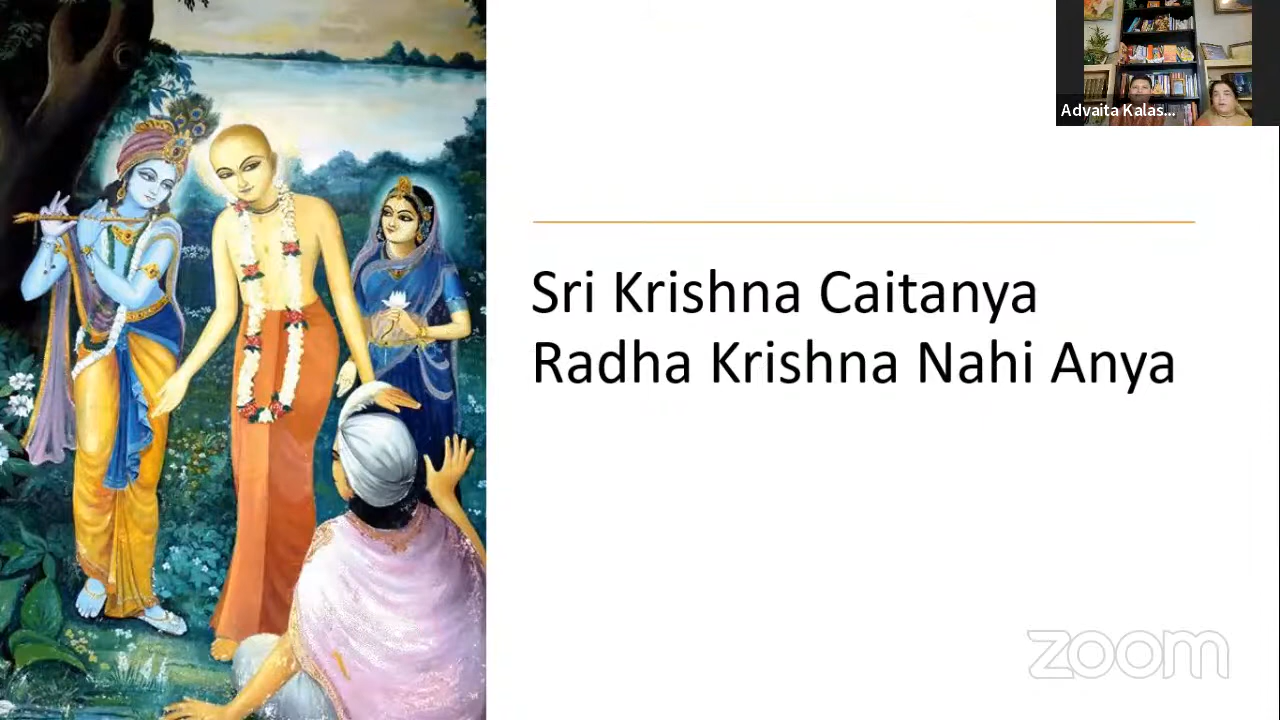 Advaita Kalas...
Sri Krishna Caitanya
Radha Krishna Nahi Anya
zoom